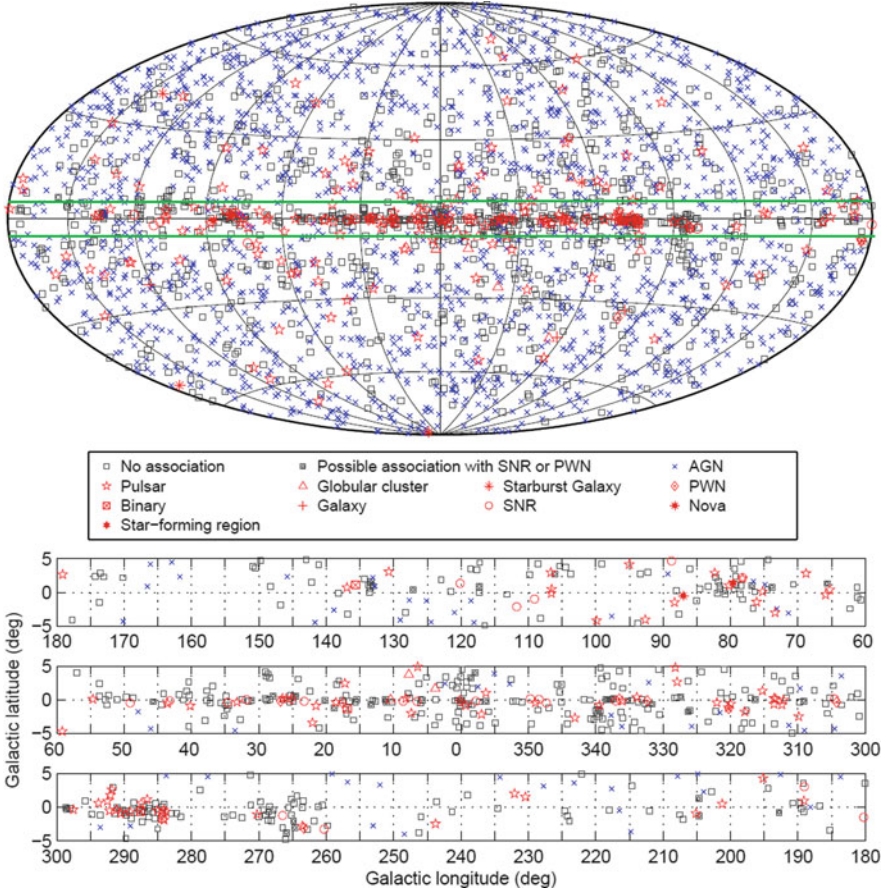 No association
Possible association with SNR or PWN
AGN
Pulsar
Globular cluster
Starburst Galaxy
PWN
Binary
Galaxy
SNR
Nova
Star−forming region
Galactic latitude (deg)
5
0
−5
180 170 160 150 140 130 120 110 100 90 80 70 60
5
0
−5
59 50 40 30 20 10 0 350 340 330 320 310 300
5
0
−5
300 290 280 270 260 250 240 230 220 210 200 190 180
Galactic longitude (deg)